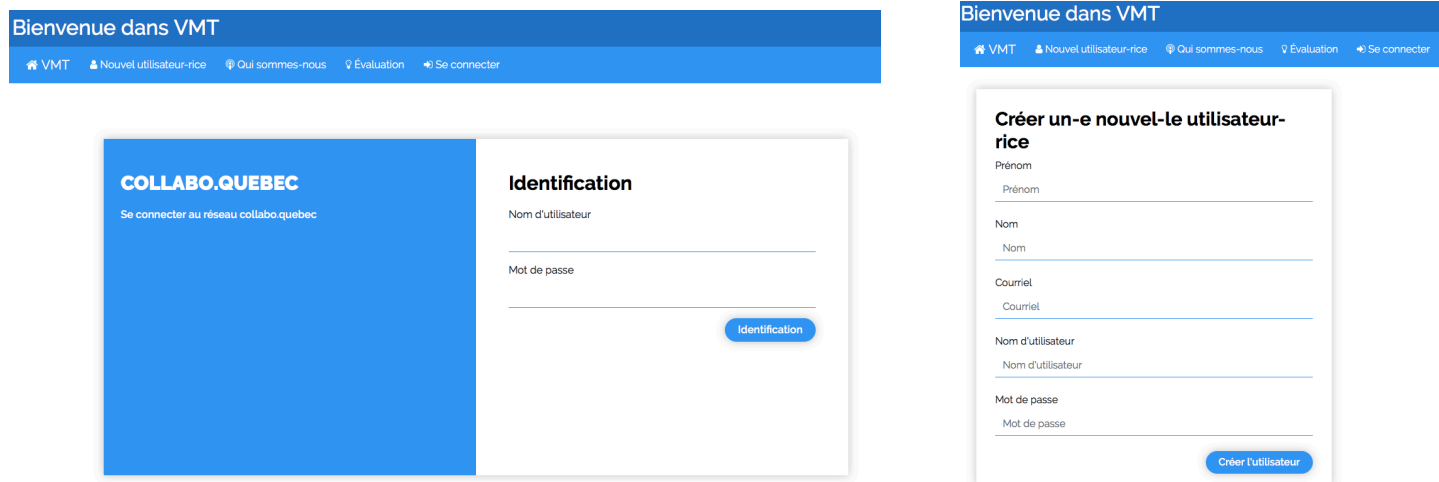 Bienvenue dans VMT
VMT Nouvel utilisateur-rice Qui sommes-nous Évaluation Se connecter
COLLABO.QUEBEC
Se connecter au réseau collabo.quebec
Identification
Nom d'utilisateur
Mot de passe
Identification
Bienvenue dans VMT
VMT Nouvel utilisateur-rice Qui sommes-nous Évaluation Se connecter
Créer un-e nouvel-le utilisateur-
rice
Prénom
Prénom
Nom
Nom
Courriel
Courriel
Nom d'utilisateur
Nom d'utilisateur
Mot de passe
Mot de passe
Créer l'utilisateur